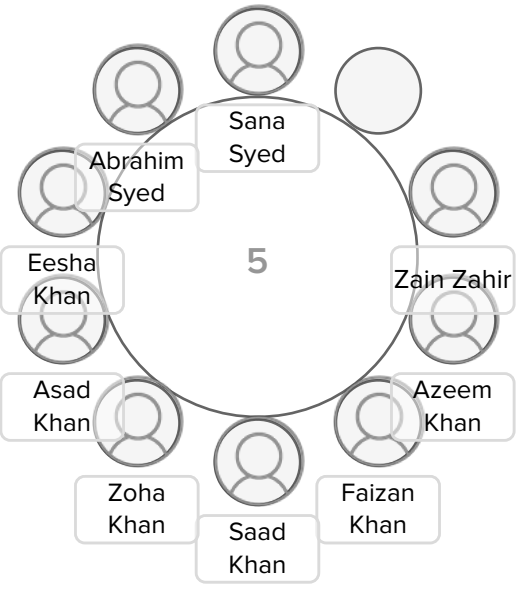 Sana
Syed
Abrahim
Syed
Eesha
Khan
5
Zain Zahir
Asad
Khan
Azeem
Khan
Zoha
Khan
Faizan
Khan
Saad
Khan